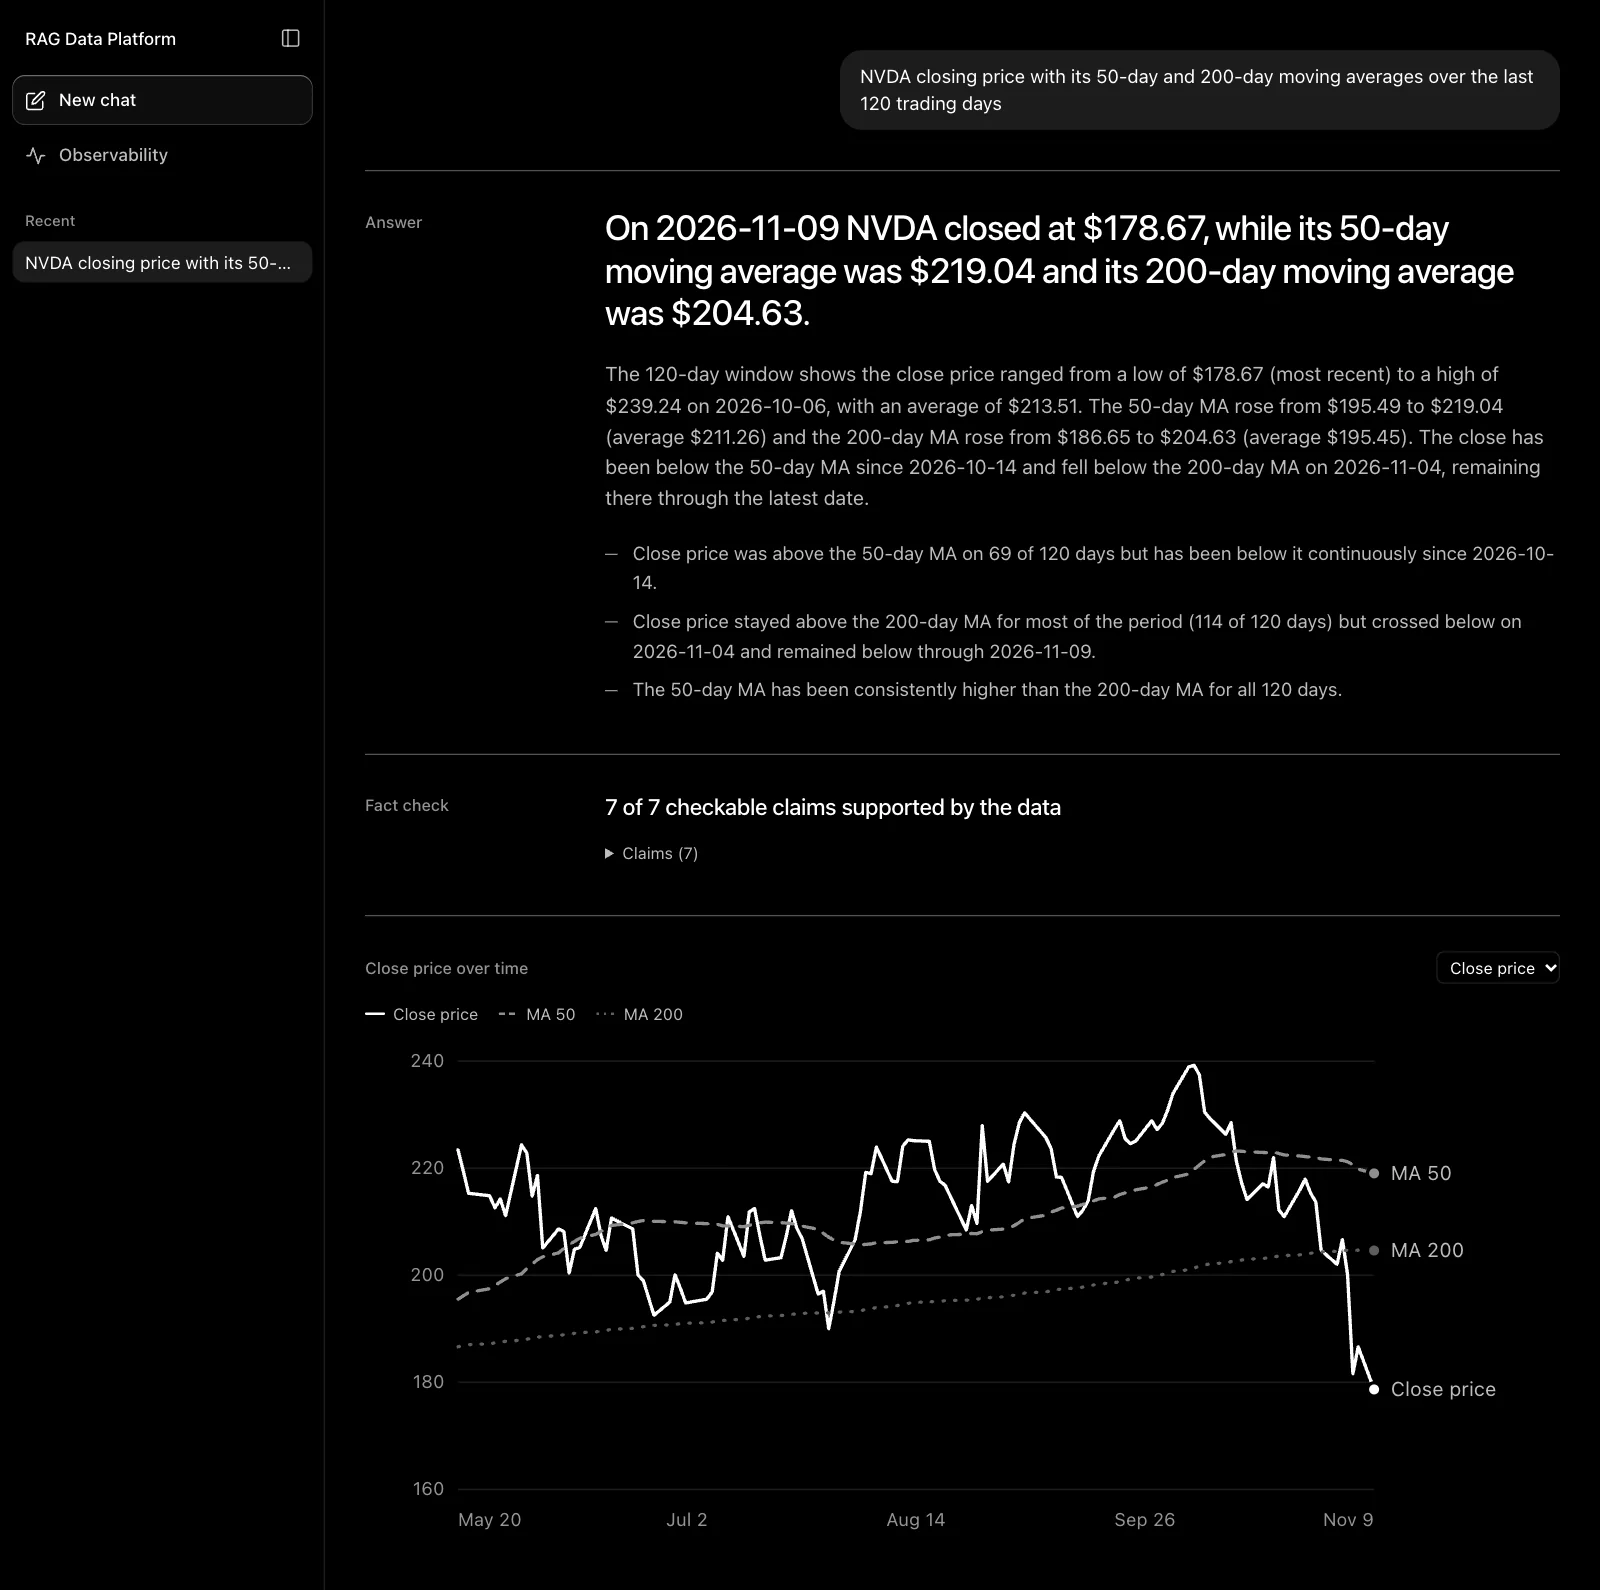 RAG Data Platform
New chat
Observability
Recent
NVDA closing price with its 50-...
NVDA closing price with its 50-day and 200-day moving averages over the last
120 trading days
Answer
On 2026-11-09 NVDA closed at $178.67, while its 50-day
moving average was $219.04 and its 200-day moving average
was $204.63.
The 120-day window shows the close price ranged from a low of $178.67 (most recent) to a high of
$239.24 on 2026-10-06, with an average of $213.51. The 50-day MA rose from $195.49 to $219.04
(average $211.26) and the 200-day MA rose from $186.65 to $204.63 (average $195.45). The close has
been below the 50-day MA since 2026-10-14 and fell below the 200-day MA on 2026-11-04, remaining
there through the latest date.
— Close price was above the 50-day MA on 69 of 120 days but has been below it continuously since 2026-10-
14.
— Close price stayed above the 200-day MA for most of the period (114 of 120 days) but crossed below on
2026-11-04 and remained below through 2026-11-09.
— The 50-day MA has been consistently higher than the 200-day MA for all 120 days.
Fact check
7 of 7 checkable claims supported by the data
Claims (7)
Close price over time
Close price
Close price
MA 50
MA 200
240
220
200
180
160
MA 50
MA 200
Close price
May 20
Jul 2
Aug 14
Sep 26
Nov 9